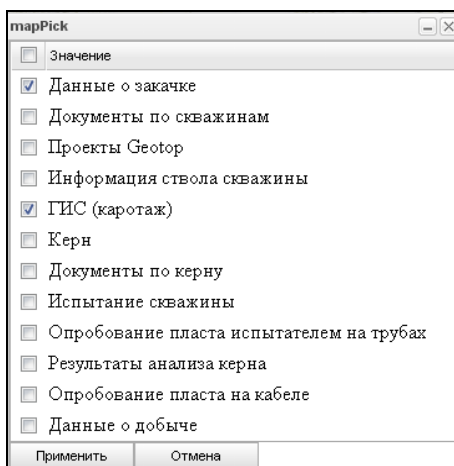 mapPick
Значение
Данные о закачке
Документы по скважинам
Проекты Geotop
Информация ствола скважины
ГИС (каротаж)
Керн
Документы по керну
Испытание скважины
Опробование пласта испытателем на трубах
Результаты анализа керна
Опробование пласта на кабеле
Данные о добыче
Применить Отмена